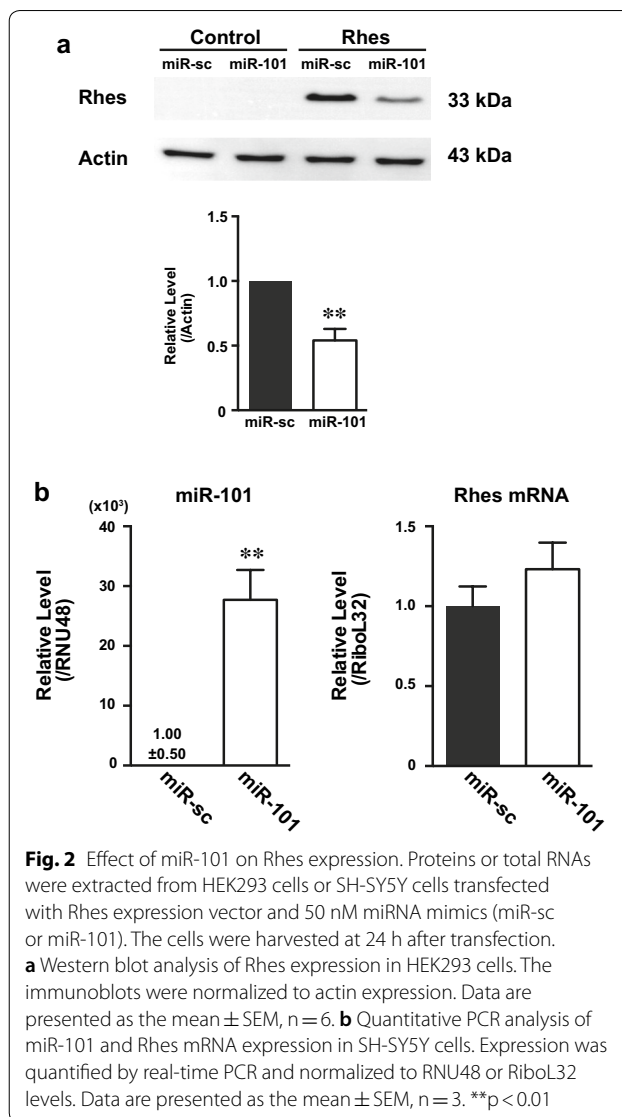 a
Control Rhes
miR-sc miR-101 miR-sc miR-101
Rhes 33 kDa
Actin 43 kDa
Relative Level
(/Actin)
1.5
1.0
0.5
0
**
miR-sc miR-101
b
miR-101
(x10³)
Relative Level
(/RNU48)
40
30
20
10
0
**
1.00
±0.50
miR-sc miR-101
Rhes mRNA
Relative Level
(/RiboL32)
1.5
1.0
0.5
0
miR-sc miR-101
Fig. 2 Effect of miR-101 on Rhes expression. Proteins or total RNAs
were extracted from HEK293 cells or SH-SY5Y cells transfected
with Rhes expression vector and 50 nM miRNA mimics (miR-sc
or miR-101). The cells were harvested at 24 h after transfection.
a Western blot analysis of Rhes expression in HEK293 cells. The
immunoblots were normalized to actin expression. Data are
presented as the mean ± SEM, n = 6. b Quantitative PCR analysis of
miR-101 and Rhes mRNA expression in SH-SY5Y cells. Expression was
quantified by real-time PCR and normalized to RNU48 or RiboL32
levels. Data are presented as the mean ± SEM, n = 3. **p < 0.01